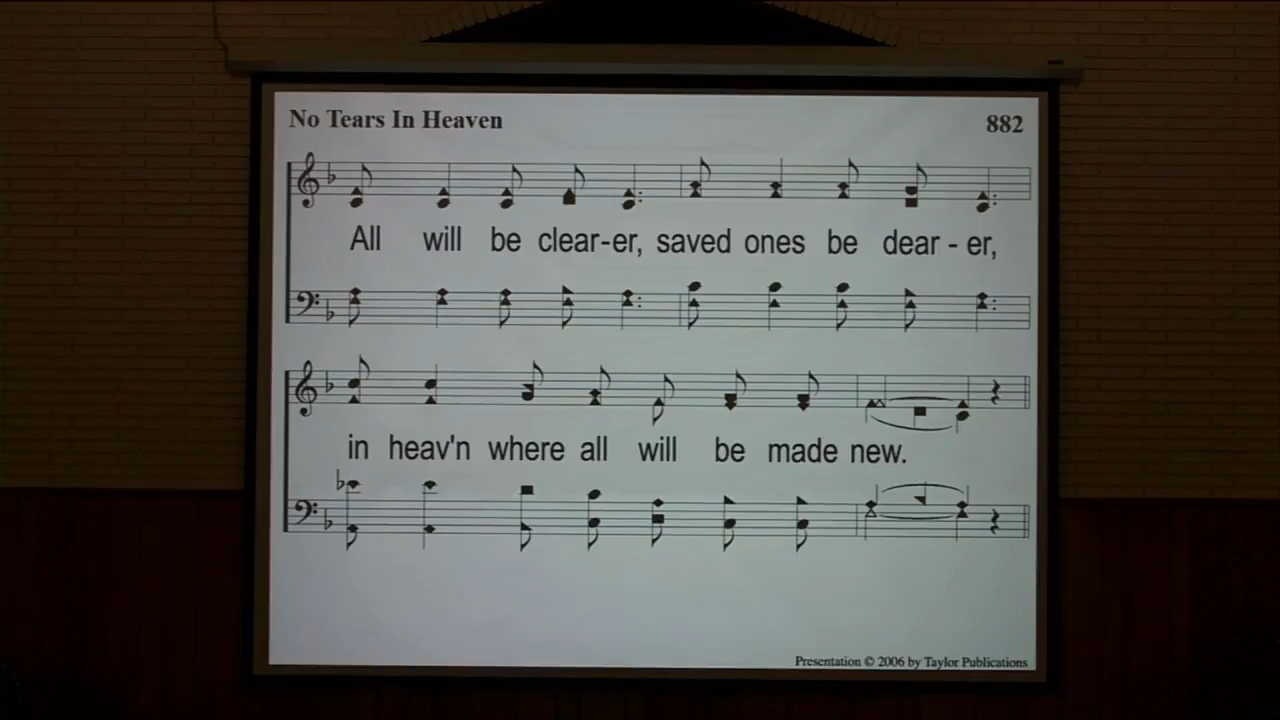 No Tears In Heaven
882
All will be clear-er, saved ones be dear - er,
in heav'n where all will be made new.
Presentation © 2006 by Taylor Publications